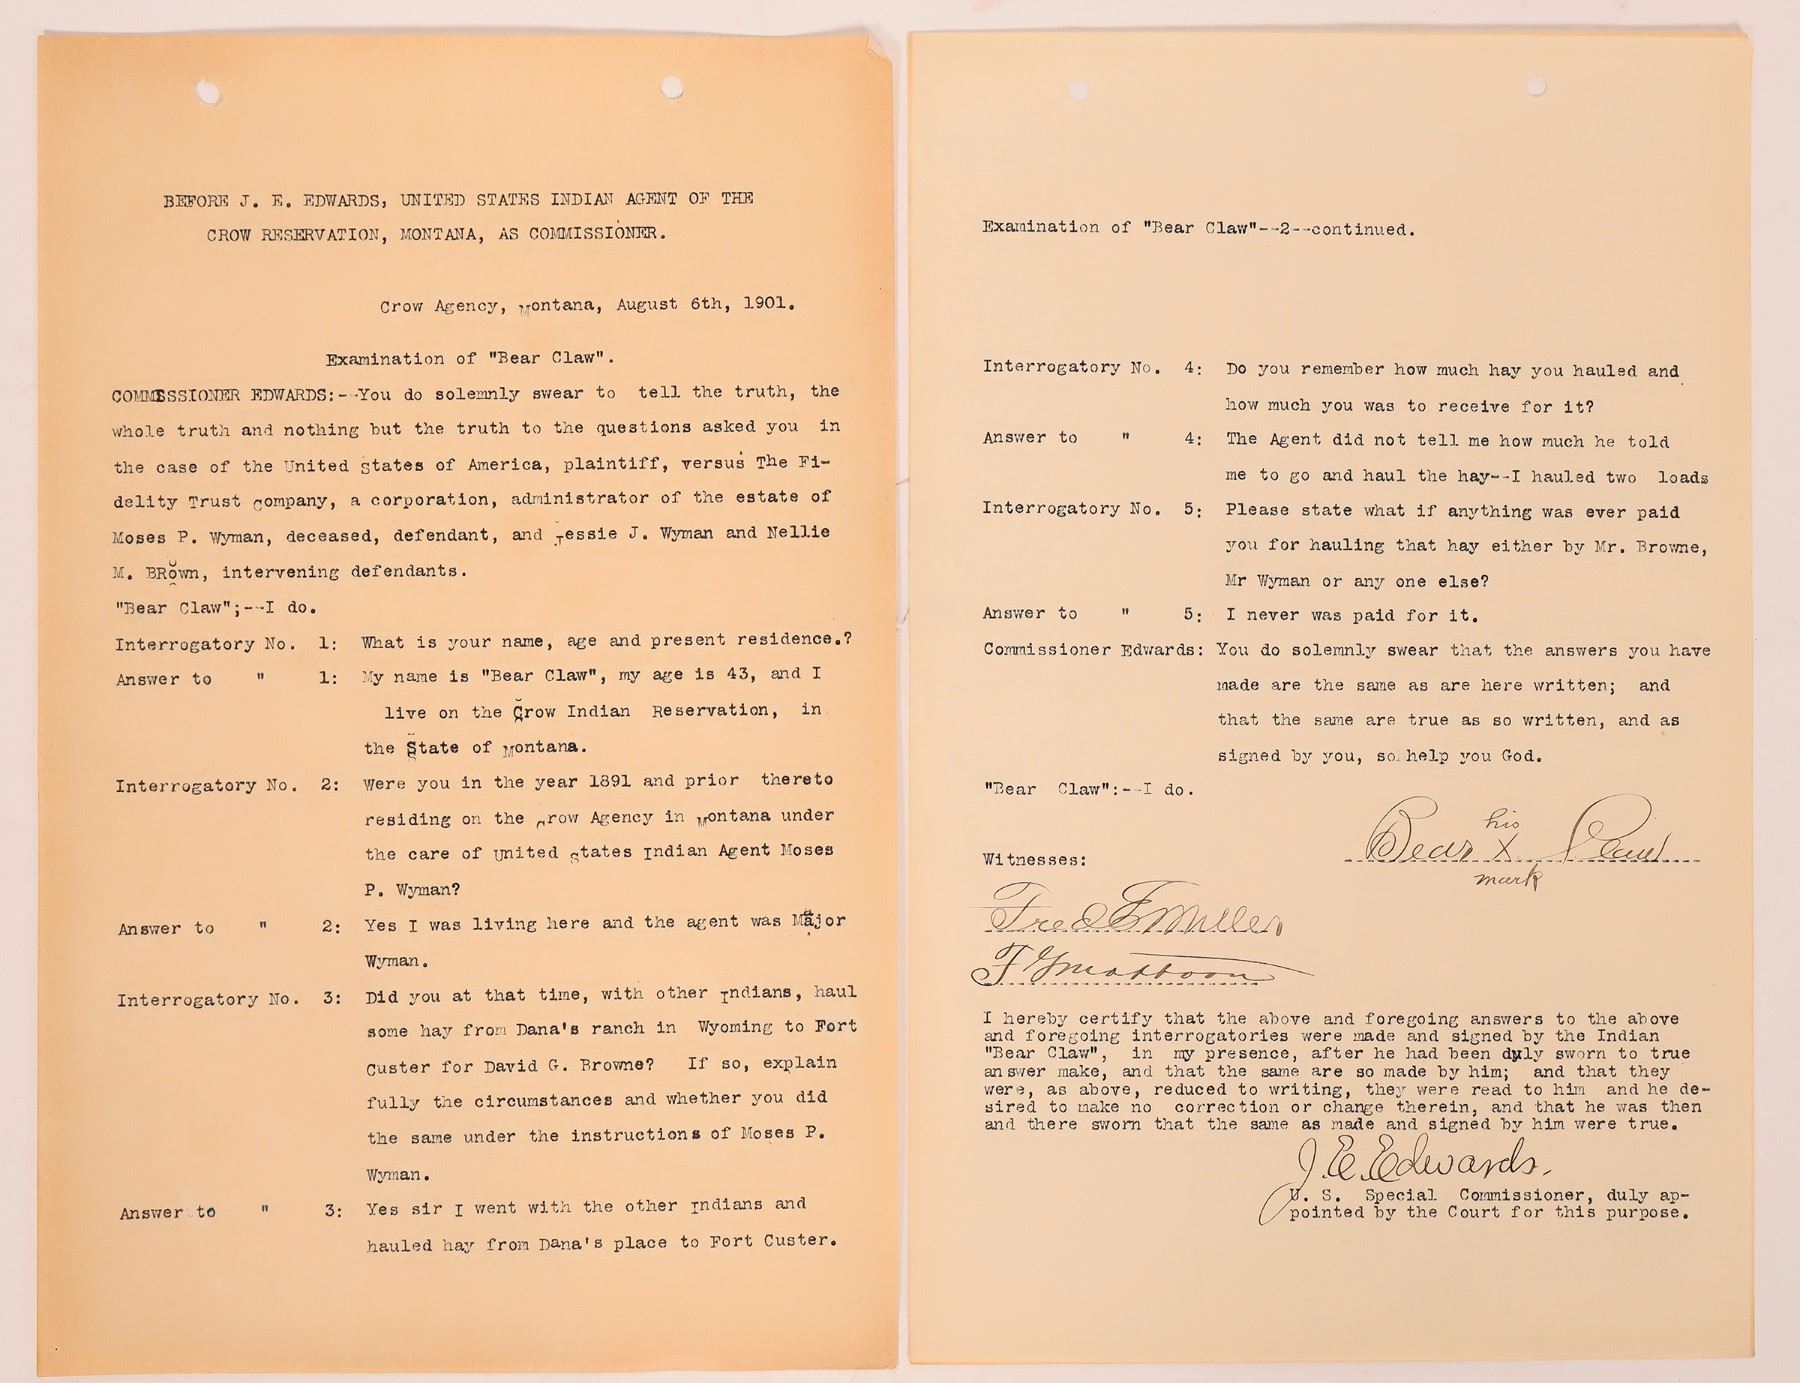 BEFORE J. E. EDWARDS, UNITED STATES INDIAN AGENT OF THE
CROW RESERVATION, MONTANA, AS COMMISSIONER.
Crow Agency, Montana, August 6th, 1901.
Examination of "Bear Claw".
COMMISSIONER EDWARDS:--You do solemnly swear to tell the truth, the
whole truth and nothing but the truth to the questions asked you in
the case of the United States of America, plaintiff, versus The Fi-
delity Trust Company, a corporation, administrator of the estate of
Moses P. Wyman, deceased, defendant, and Jessie J. Wyman and Nellie
M. BRown, intervening defendants.
"Bear Claw";--I do.
Interrogatory No. 1: What is your name, age and present residence.?
Answer to " 1: My name is "Bear Claw", my age is 43, and I
live on the Crow Indian Reservation, in
the State of Montana.
Interrogatory No. 2: Were you in the year 1891 and prior thereto
residing on the Crow Agency in Montana under
the care of United States Indian Agent Moses
P. Wyman?
Answer to " 2: Yes I was living here and the agent was Major
Wyman.
Interrogatory No. 3: Did you at that time, with other Indians, haul
some hay from Dana's ranch in Wyoming to Fort
Custer for David G. Browne? If so, explain
fully the circumstances and whether you did
the same under the instructions of Moses P.
Wyman.
Answer to " 3: Yes sir I went with the other Indians and
hauled hay from Dana's place to Fort Custer.
Examination of "Bear Claw"--2--continued.
Interrogatory No. 4: Do you remember how much hay you hauled and
how much you was to receive for it?
Answer to " 4: The Agent did not tell me how much he told
me to go and haul the hay--I hauled two loads
Interrogatory No. 5: Please state what if anything was ever paid
you for hauling that hay either by Mr. Browne,
Mr Wyman or any one else?
Answer to " 5: I never was paid for it.
Commissioner Edwards: You do solemnly swear that the answers you have
made are the same as are here written; and
that the same are true as so written, and as
signed by you, so help you God.
"Bear Claw":--I do.
his
Bear X Claw
mark
Witnesses:
Fred E Miller
F G Mattoon
I hereby certify that the above and foregoing answers to the above
and foregoing interrogatories were made and signed by the Indian
"Bear Claw", in my presence, after he had been duly sworn to true
answer make, and that the same are so made by him; and that they
were, as above, reduced to writing, they were read to him and he de-
sired to make no correction or change therein, and that he was then
and there sworn that the same as made and signed by him were true.
J. E. Edwards.
U. S. Special Commissioner, duly ap-
pointed by the Court for this purpose.